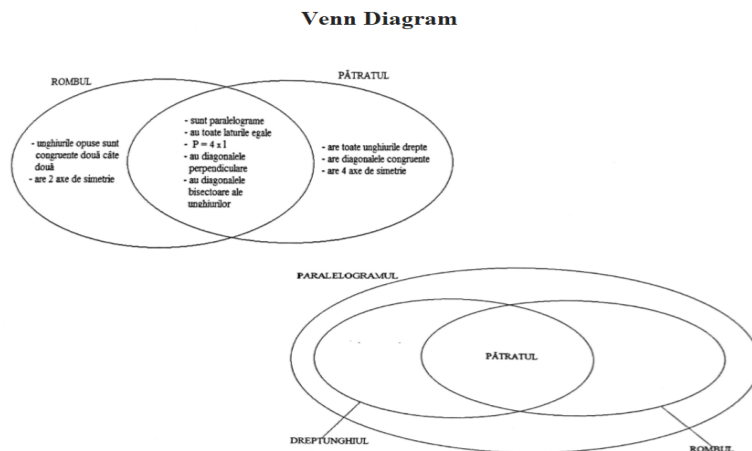 Venn Diagram
ROMBUL
PĂTRATUL
- unghiurile opuse sunt
congruente două câte
două
- are 2 axe de simetrie
- sunt paralelograme
- au toate laturile egale
- P = 4 x l
- au diagonalele
perpendiculare
- au diagonalele
bisectoare ale
unghiurilor
- are toate unghiurile drepte
- are diagonalele congruente
- are 4 axe de simetrie
PARALELOGRAMUL
PĂTRATUL
DREPTUNGHIUL
ROMBUL